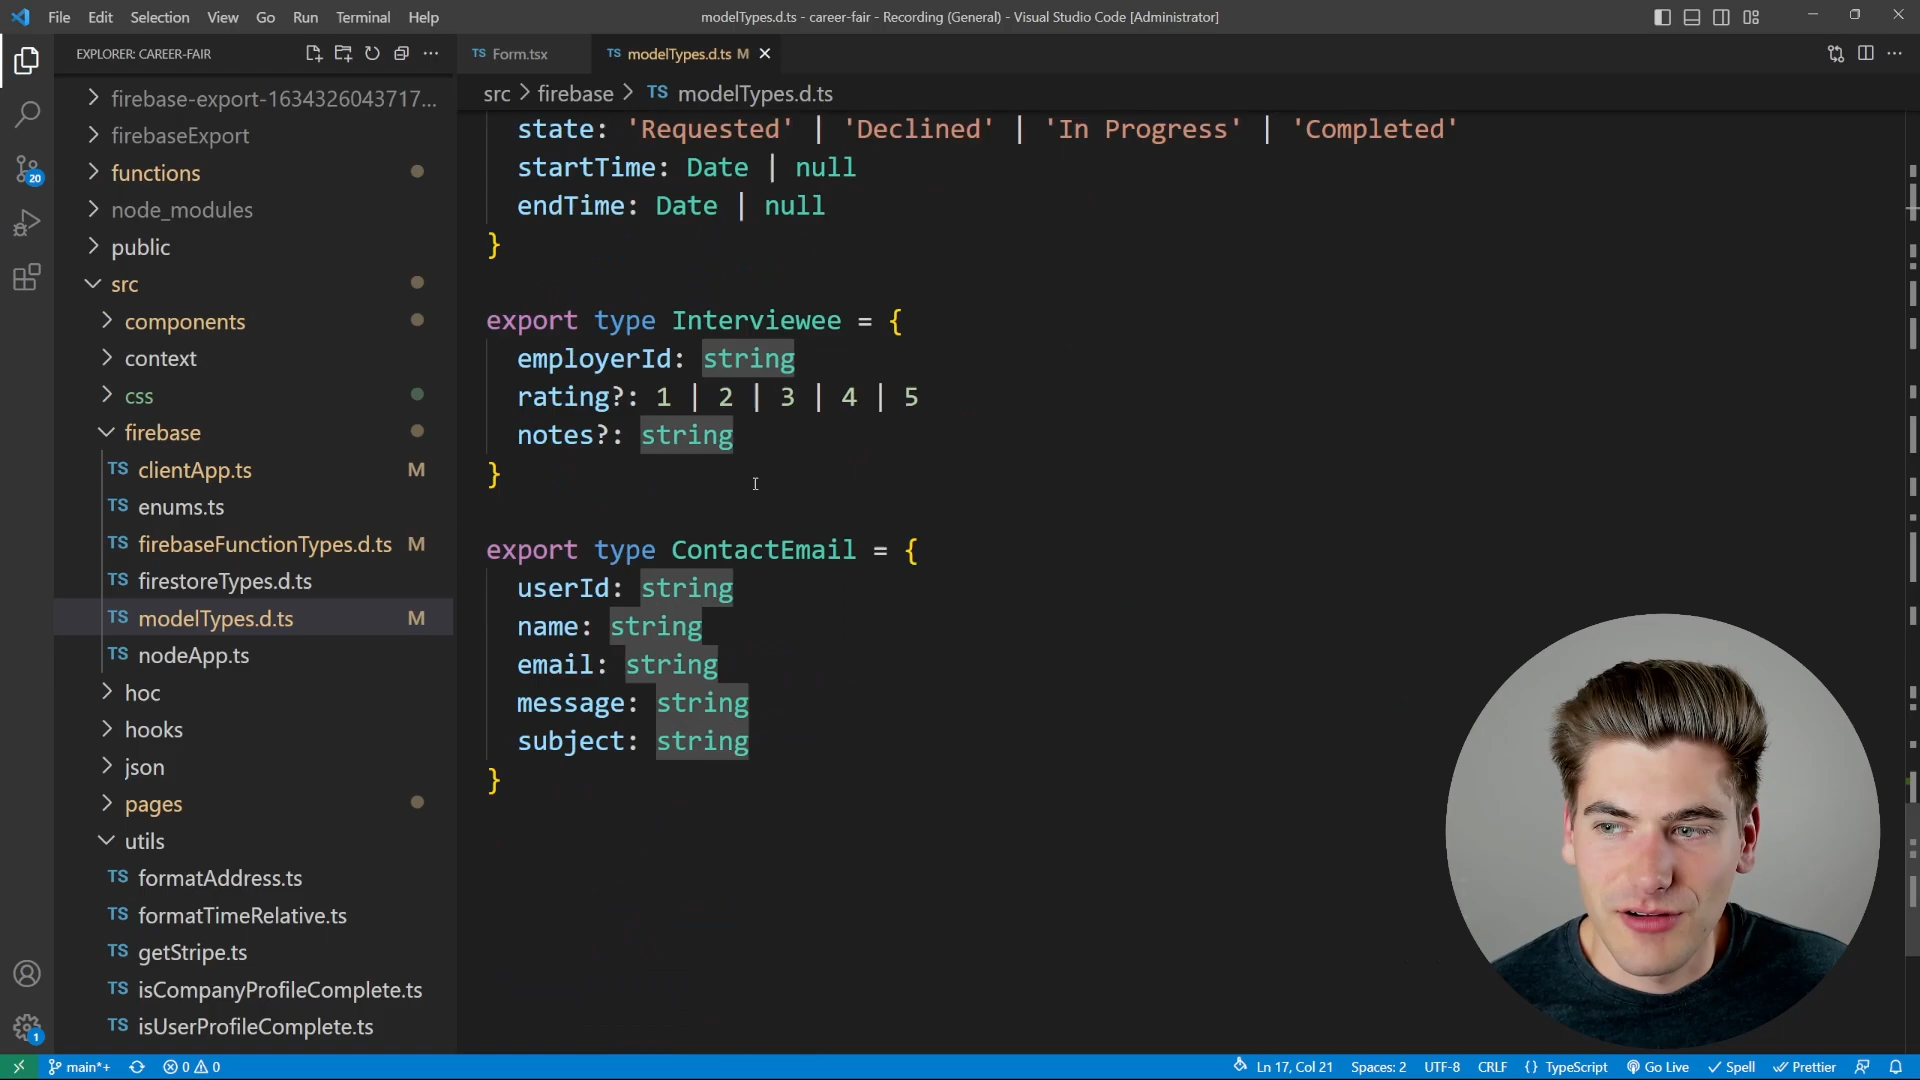 File Edit Selection View Go Run Terminal Help
modelTypes.d.ts - career-fair - Recording (General) - Visual Studio Code [Administrator]
EXPLORER: CAREER-FAIR
firebase-export-1634326043717...
firebaseExport
functions
node_modules
public
src
components
context
css
firebase
TS clientApp.ts M
TS enums.ts
TS firebaseFunctionTypes.d.ts M
TS firestoreTypes.d.ts
TS modelTypes.d.ts M
TS nodeApp.ts
hoc
hooks
json
pages
utils
TS formatAddress.ts
TS formatTimeRelative.ts
TS getStripe.ts
TS isCompanyProfileComplete.ts
TS isUserProfileComplete.ts
20
1
TS Form.tsx
TS modelTypes.d.ts M
src > firebase > TS modelTypes.d.ts
state: 'Requested' | 'Declined' | 'In Progress' | 'Completed'
startTime: Date | null
endTime: Date | null
}
export type Interviewee = {
employerId: string
rating?: 1 | 2 | 3 | 4 | 5
notes?: string
}
export type ContactEmail = {
userId: string
name: string
email: string
message: string
subject: string
}
main*+ 0 0 Ln 17, Col 21 Spaces: 2 UTF-8 CRLF {} TypeScript Go Live Spell Prettier